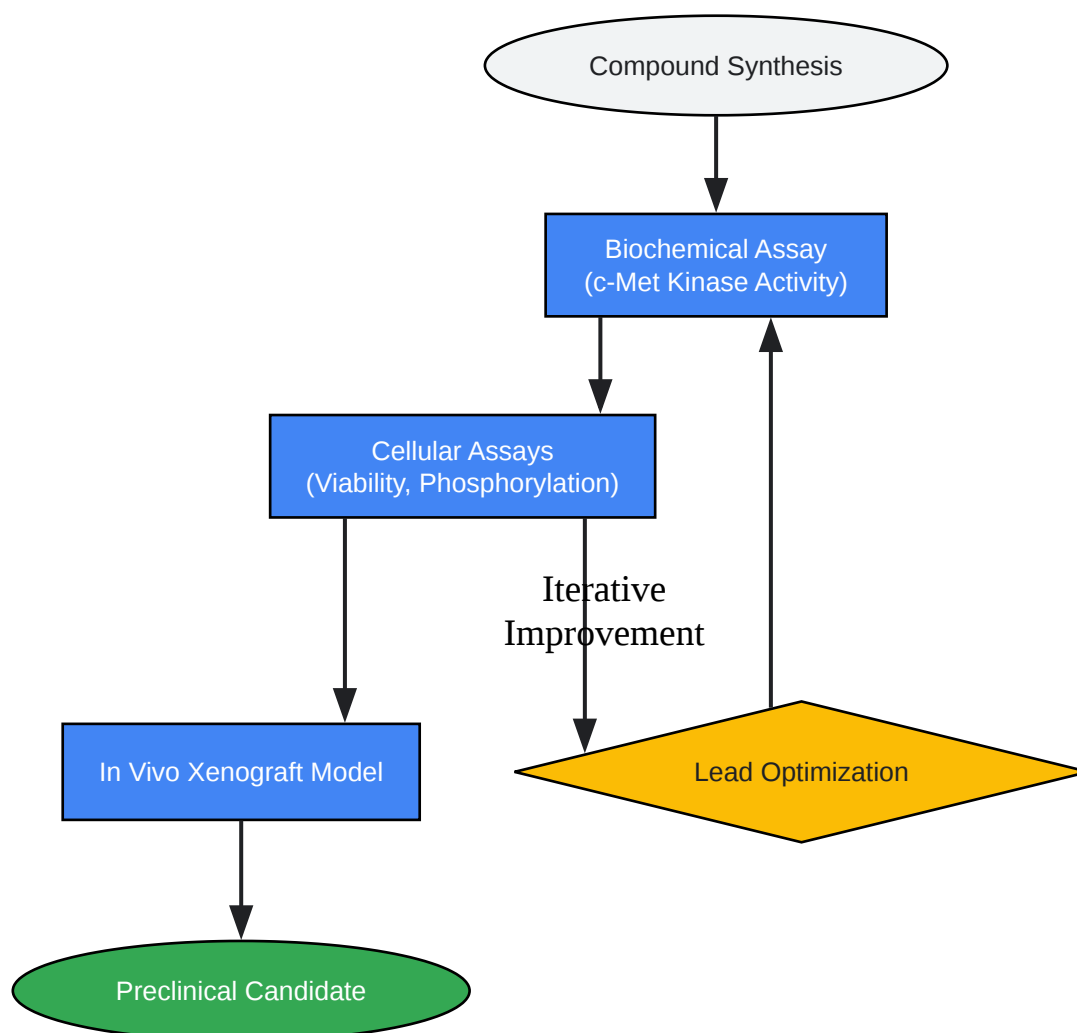 Compound Synthesis
Biochemical Assay
(c-Met Kinase Activity)
Cellular Assays
(Viability, Phosphorylation)
Iterative
Improvement
In Vivo Xenograft Model
Lead Optimization
Preclinical Candidate